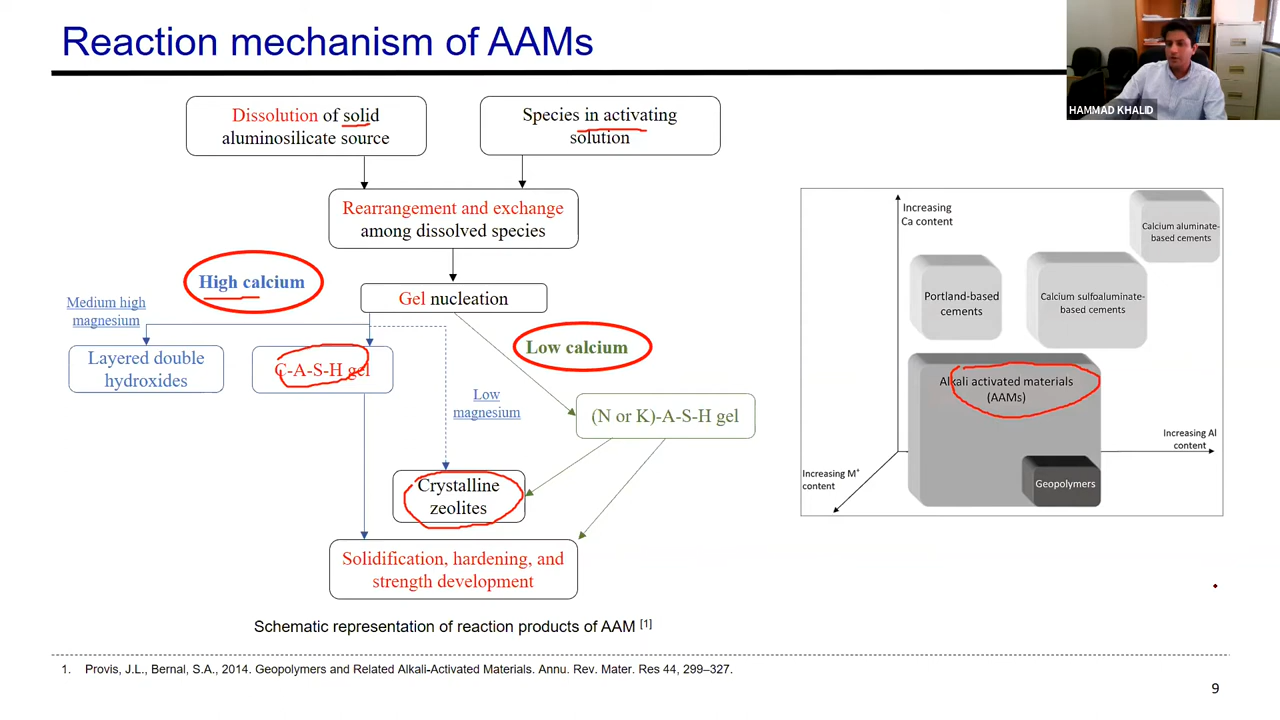 Reaction mechanism of AAMs
HAMMAD KHALID
Dissolution of solid
aluminosilicate source
Species in activating
solution
Rearrangement and exchange
among dissolved species
High calcium
Gel nucleation
Medium high
magnesium
Low calcium
Layered double
hydroxides
C-A-S-H gel
Low
magnesium
(N or K)-A-S-H gel
Crystalline
zeolites
Solidification, hardening, and
strength development
Schematic representation of reaction products of AAM [1]
Increasing
Ca content
Calcium aluminate-
based cements
Portland-based
cements
Calcium sulfoaluminate-
based cements
Alkali activated materials
(AAMs)
Increasing Al
content
Increasing M⁺
content
Geopolymers
1. Provis, J.L., Bernal, S.A., 2014. Geopolymers and Related Alkali-Activated Materials. Annu. Rev. Mater. Res 44, 299–327.
9